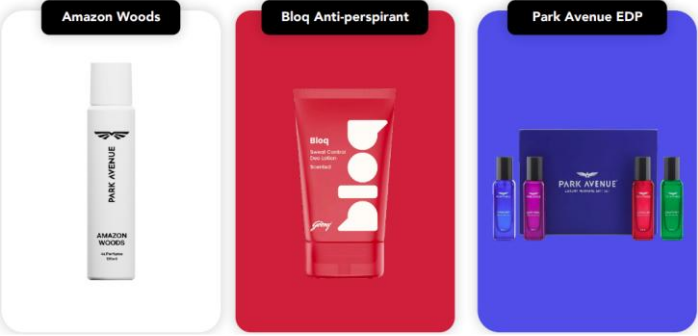 Amazon Woods
Bloq Anti-perspirant
Park Avenue EDP
PARK AVENUE
AMAZON
WOODS
Bloq
Sweat Control
Deo Lotion
Scented
bloq
Godrej
PARK AVENUE